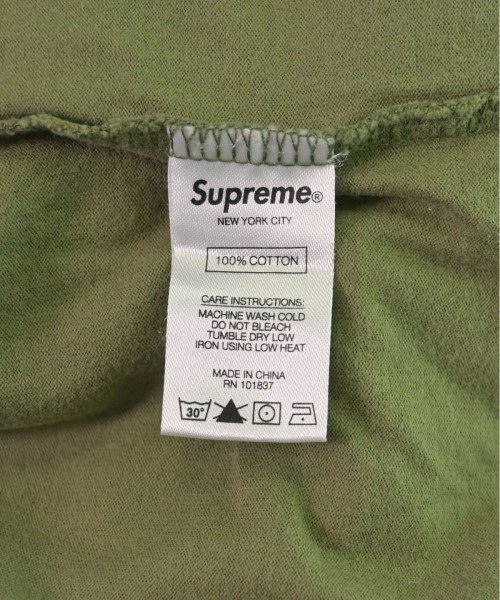 Supreme®
NEW YORK CITY
100% COTTON
CARE INSTRUCTIONS:
MACHINE WASH COLD
DO NOT BLEACH
TUMBLE DRY LOW
IRON USING LOW HEAT
MADE IN CHINA
RN 101837
30°